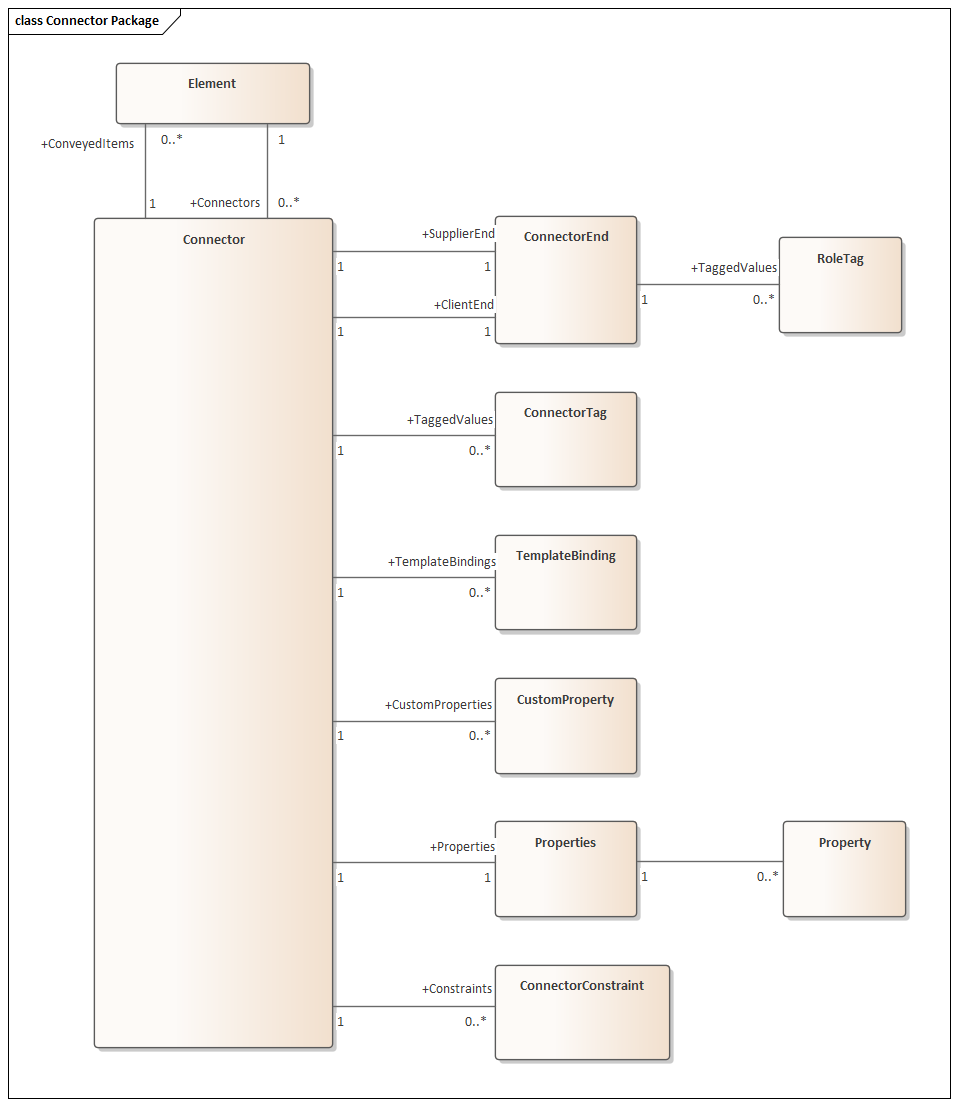 class Connector Package
Element
+ConveyedItems
0..*
1
1
+Connectors
0..*
Connector
+SupplierEnd
1
1
+ClientEnd
1
1
ConnectorEnd
+TaggedValues
1
0..*
RoleTag
+TaggedValues
1
0..*
ConnectorTag
+TemplateBindings
1
0..*
TemplateBinding
+CustomProperties
1
0..*
CustomProperty
+Properties
1
1
Properties
1
0..*
Property
+Constraints
1
0..*
ConnectorConstraint